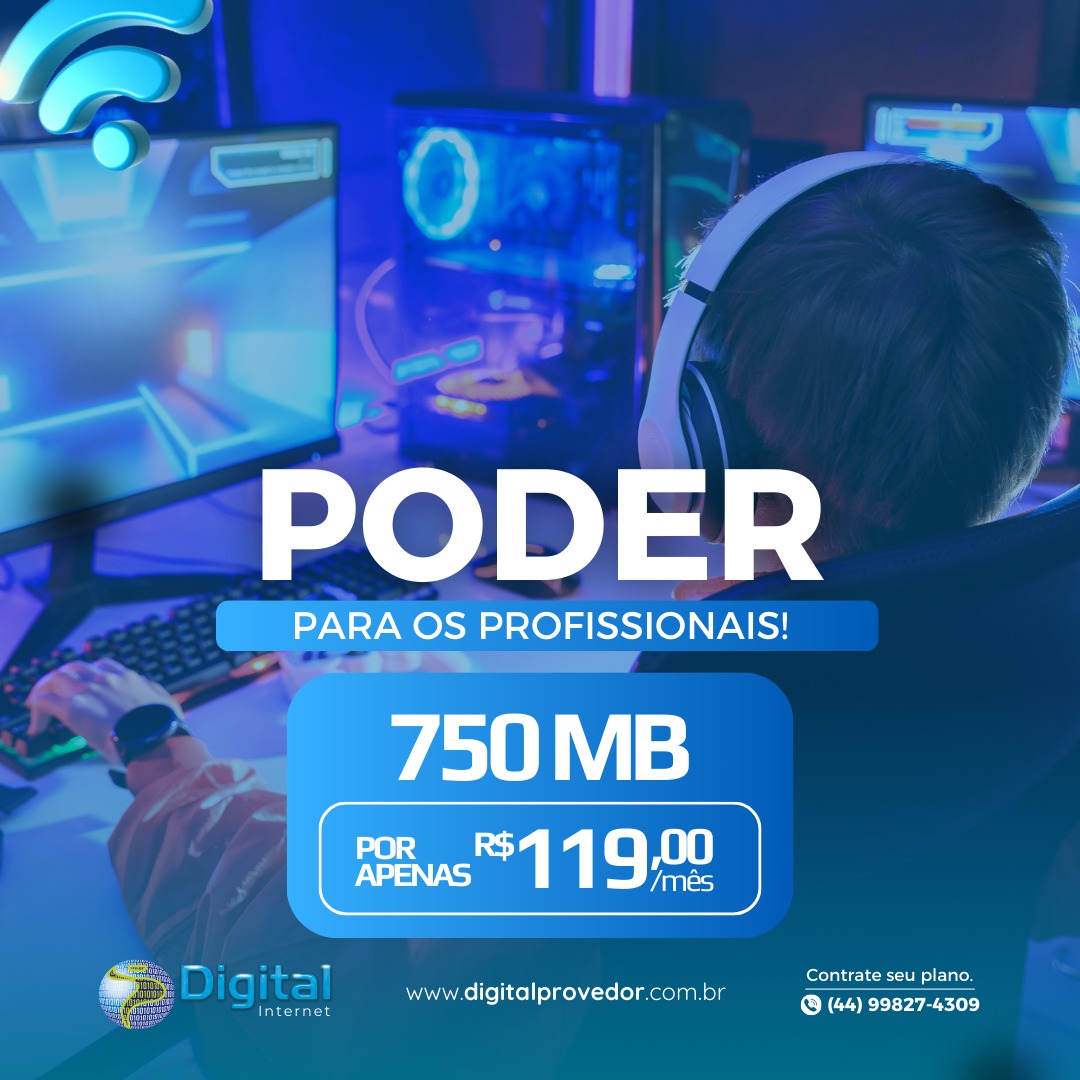 PODER
PARA OS PROFISSIONAIS!
750 MB
POR APENAS R$119,00/mês
Digital
Internet
www.digitalprovedor.com.br
Contrate seu plano.
(44) 99827-4309